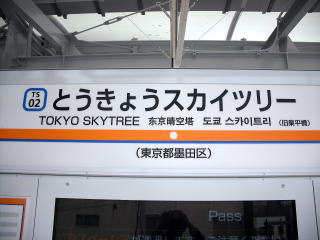 TS
02
とうきょうスカイツリー
TOKYO SKYTREE 东京晴空塔 도쿄 스카이트리 (旧業平橋)
(東京都墨田区)
Pass